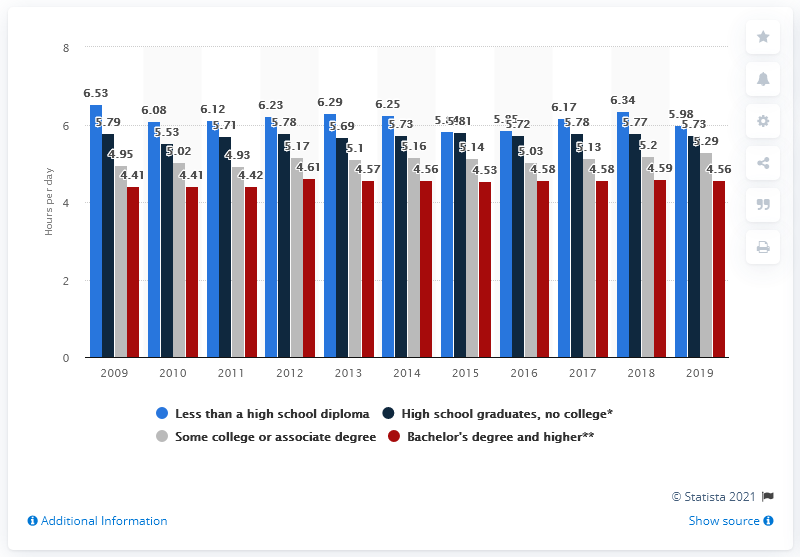 8
6
4
2
0
Hours per day
6.53 5.79 4.95 4.41
6.08 5.53 5.02 4.41
6.12 5.71 4.93 4.42
6.23 5.78 5.17 4.61
6.29 5.69 5.1 4.57
6.25 5.73 5.16 4.56
5.81 5.14 4.53
5.72 5.03 4.58
6.17 5.78 5.13 4.58
6.34 5.77 5.2 4.59
5.98 5.73 5.29 4.56
2009 2010 2011 2012 2013 2014 2015 2016 2017 2018 2019
Less than a high school diploma High school graduates, no college*
Some college or associate degree Bachelor's degree and higher**
© Statista 2021
Additional Information Show source